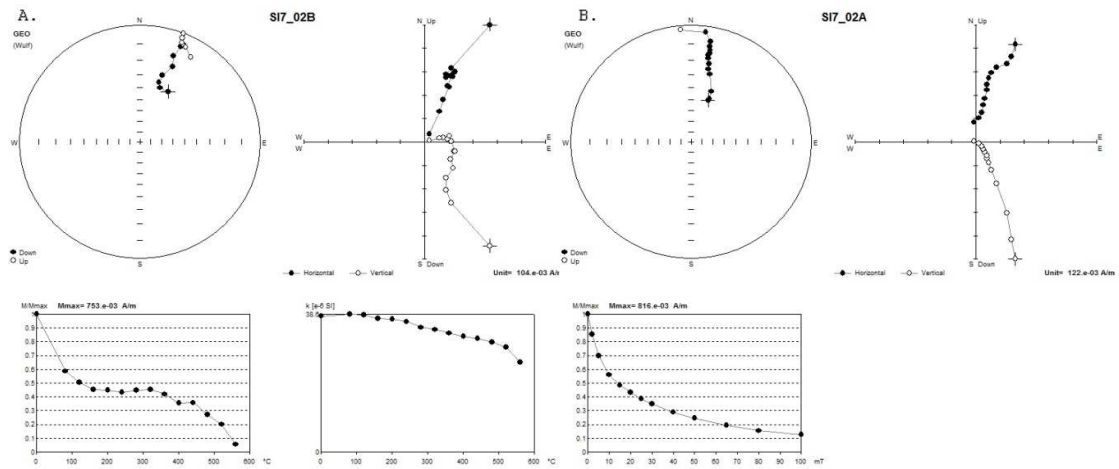 A.
SI7_02B
N
GEO
(Wulf)
W
E
S
Down
Up
N Up
W
W
E
E
S Down
Horizontal
Vertical
Unit= 104.e-03 A/m
B.
SI7_02A
N
GEO
(Wulf)
W
E
S
Down
Up
N Up
W
W
E
E
S Down
Horizontal
Vertical
Unit= 122.e-03 A/m
M/Mmax
Mmax= 753.e-03 A/m
1
0.9
0.8
0.7
0.6
0.5
0.4
0.3
0.2
0.1
0
0 100 200 300 400 500 600
°C
k [e-6 SI]
38.6
0
0 100 200 300 400 500 600
°C
M/Mmax
Mmax= 816.e-03 A/m
1
0.9
0.8
0.7
0.6
0.5
0.4
0.3
0.2
0.1
0
0 10 20 30 40 50 60 70 80 90 100
mT